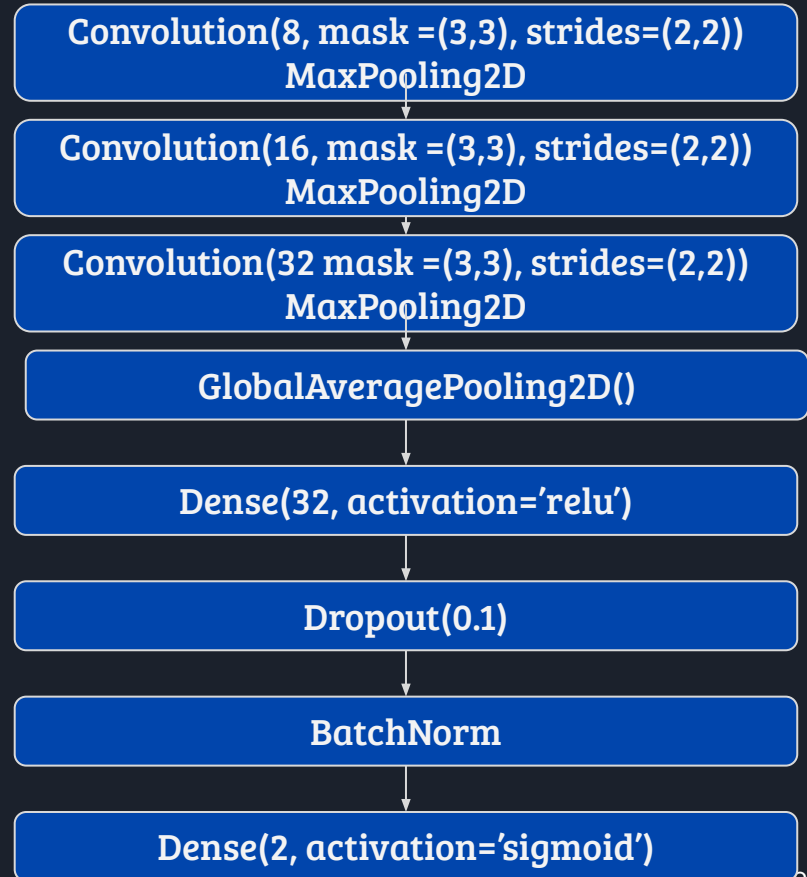 Convolution(8, mask =(3,3), strides=(2,2))
MaxPooling2D
Convolution(16, mask =(3,3), strides=(2,2))
MaxPooling2D
Convolution(32 mask =(3,3), strides=(2,2))
MaxPooling2D
GlobalAveragePooling2D()
Dense(32, activation=’relu’)
Dropout(0.1)
BatchNorm
Dense(2, activation=’sigmoid’)